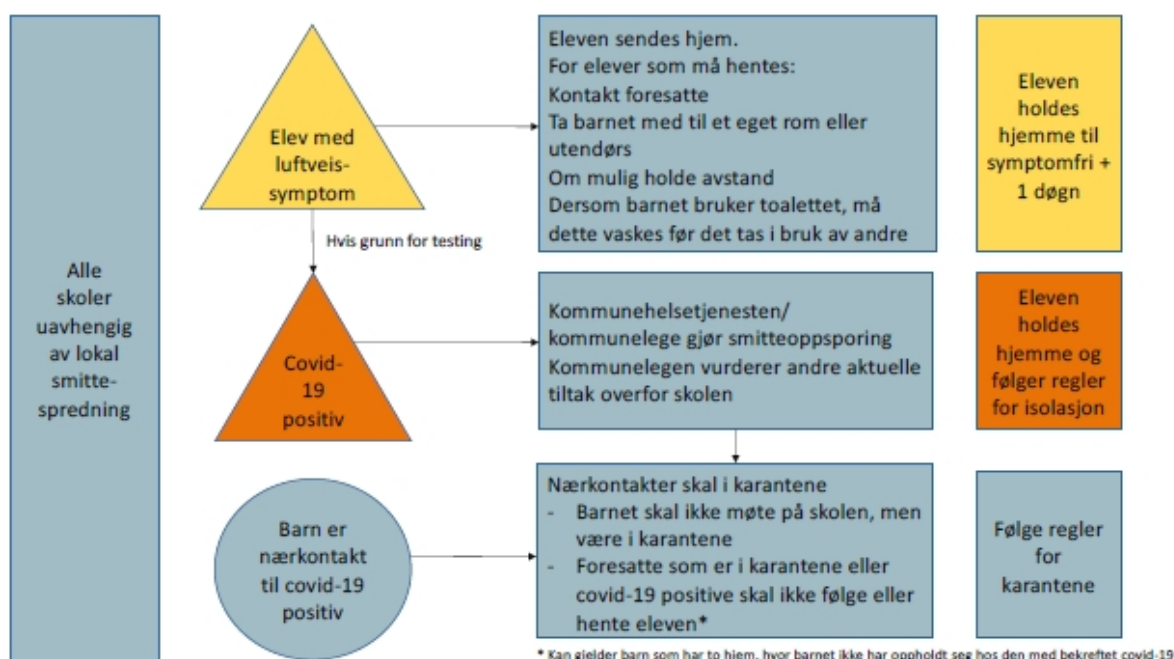 Alle
skoler
uavhengig
av lokal
smitte-
spredning
Elev med
luftveis-
symptom
Eleven sendes hjem.
For elever som må hentes:
Kontakt foresatte
Ta barnet med til et eget rom eller
utendørs
Om mulig holde avstand
Dersom barnet bruker toalettet, må
dette vaskes før det tas i bruk av andre
Eleven
holdes
hjemme til
symptomfri +
1 døgn
Hvis grunn for testing
Covid-
19
positiv
Kommunehelsetjenesten/
kommunelege gjør smitteoppsporing
Kommunelegen vurderer andre aktuelle
tiltak overfor skolen
Eleven
holdes
hjemme og
følger regler
for isolasjon
Barn er
nærkontakt
til covid-19
positiv
Nærkontakter skal i karantene
- Barnet skal ikke møte på skolen, men
være i karantene
- Foresatte som er i karantene eller
covid-19 positive skal ikke følge eller
hente eleven*
Følge regler
for
karantene
* Kan gjelder barn som har to hjem, hvor barnet ikke har oppholdt seg hos den med bekreftet covid-19